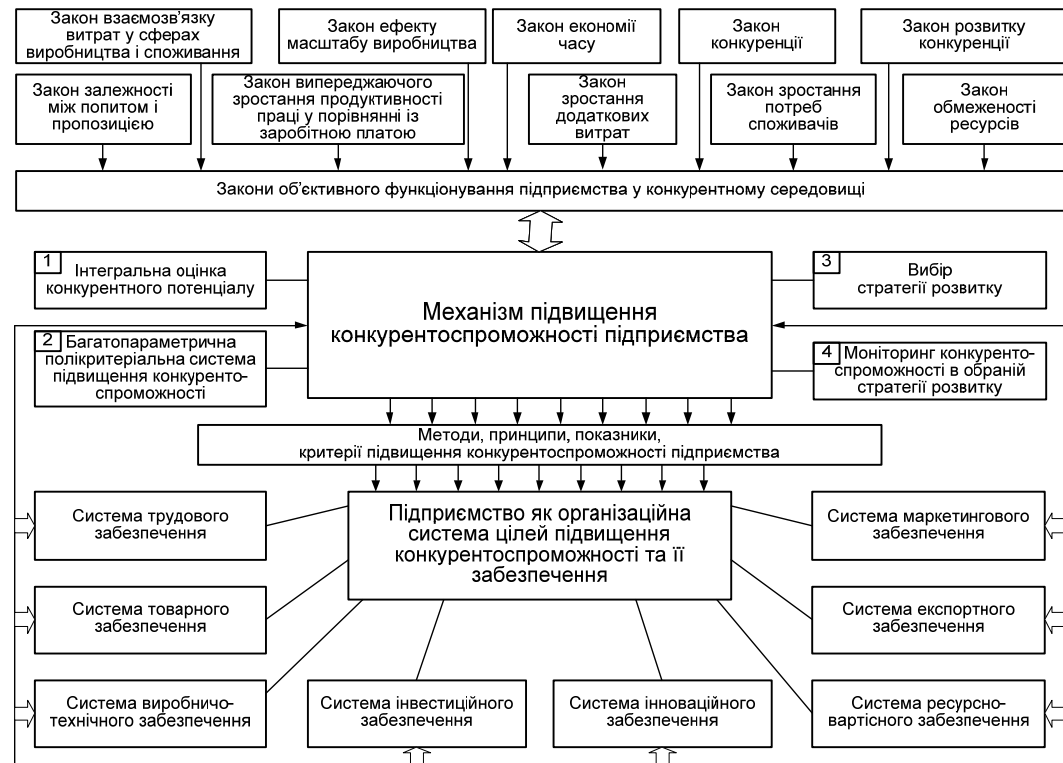 Закон взаємозв’язку
витрат у сферах
виробництва і споживання
Закон ефекту
масштабу виробництва
Закон економії
часу
Закон
конкуренції
Закон розвитку
конкуренції
Закон залежності
між попитом і
пропозицією
Закон випереджаючого
зростання продуктивності
праці у порівнянні із
заробітною платою
Закон
зростання
додаткових
витрат
Закон зростання
потреб
споживачів
Закон
обмеженості
ресурсів
Закони об’єктивного функціонування підприємства у конкурентному середовищі
1
Інтегральна оцінка
конкурентного потенціалу
2
Багатопараметрична
полікритеріальна система
підвищення конкуренто-
спроможності
Механізм підвищення
конкурентоспроможності підприємства
3
Вибір
стратегії розвитку
4
Моніторинг конкуренто-
спроможності в обраній
стратегії розвитку
Методи, принципи, показники,
критерії підвищення конкурентоспроможності підприємства
Підприємство як організаційна
система цілей підвищення
конкурентоспроможності та її
забезпечення
Система трудового
забезпечення
Система маркетингового
забезпечення
Система товарного
забезпечення
Система експортного
забезпечення
Система виробничо-
технічного забезпечення
Система інвестиційного
забезпечення
Система інноваційного
забезпечення
Система ресурсно-
вартісного забезпечення